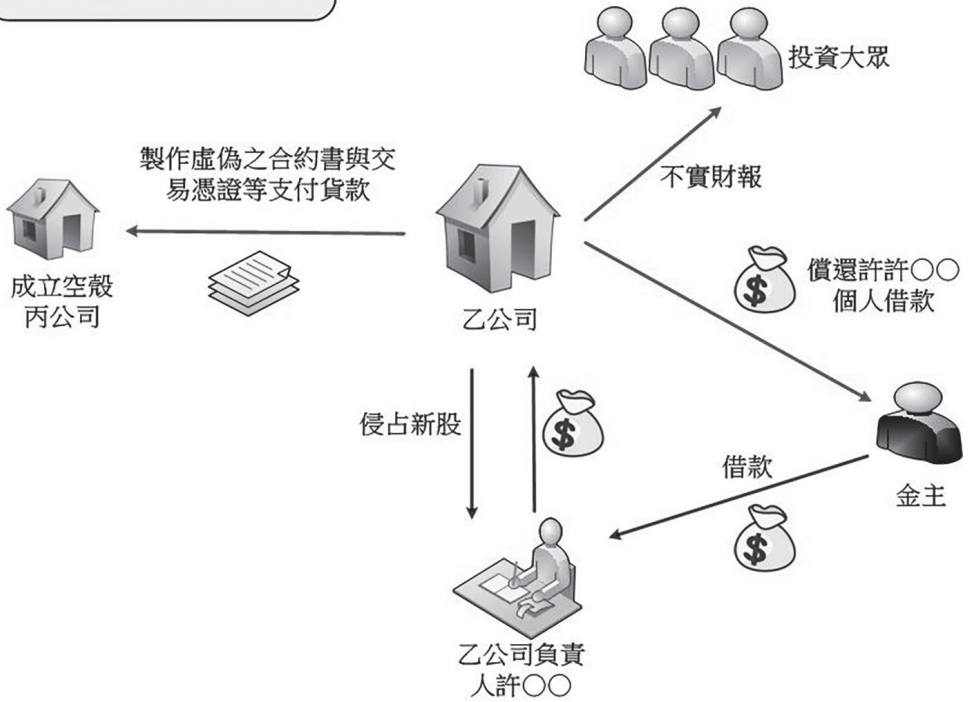 投資大眾
製作虛偽之合約書與交
易憑證等支付貨款
不實財報
成立空殼
丙公司
乙公司
償還許許○○
個人借款
侵占新股
借款
金主
乙公司負責
人許○○